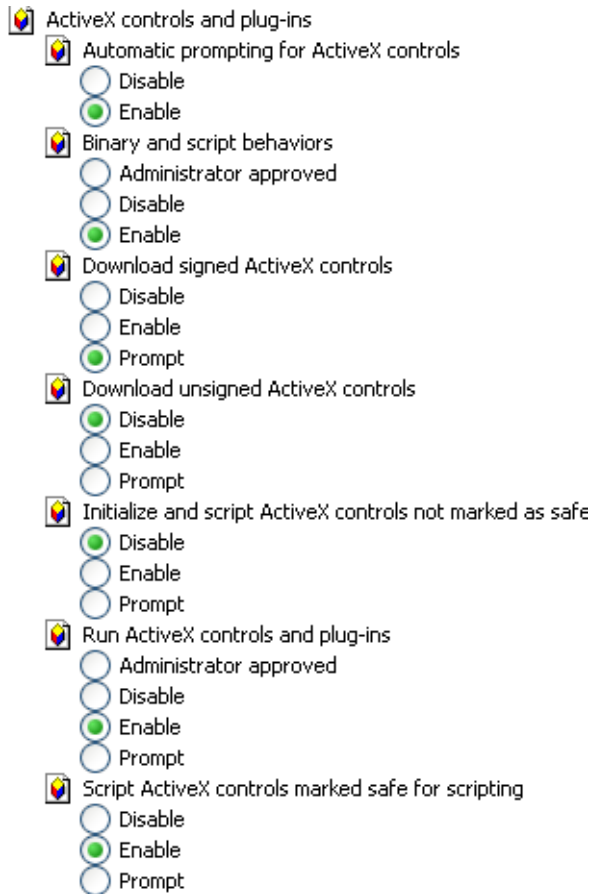 ActiveX controls and plug-ins
Automatic prompting for ActiveX controls
Disable
Enable
Binary and script behaviors
Administrator approved
Disable
Enable
Download signed ActiveX controls
Disable
Enable
Prompt
Download unsigned ActiveX controls
Disable
Enable
Prompt
Initialize and script ActiveX controls not marked as safe
Disable
Enable
Prompt
Run ActiveX controls and plug-ins
Administrator approved
Disable
Enable
Prompt
Script ActiveX controls marked safe for scripting
Disable
Enable
Prompt